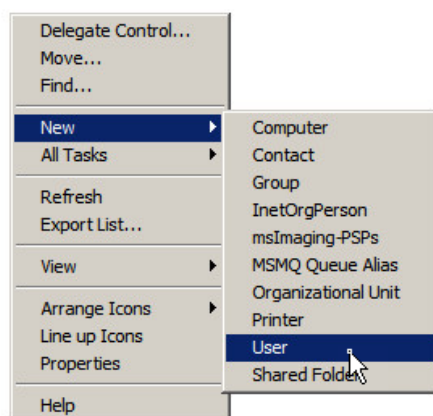 Delegate Control...
Move...
Find...
New
All Tasks
Refresh
Export List...
View
Arrange Icons
Line up Icons
Properties
Help
Computer
Contact
Group
InetOrgPerson
msImaging-PSPs
MSMQ Queue Alias
Organizational Unit
Printer
User
Shared Folder